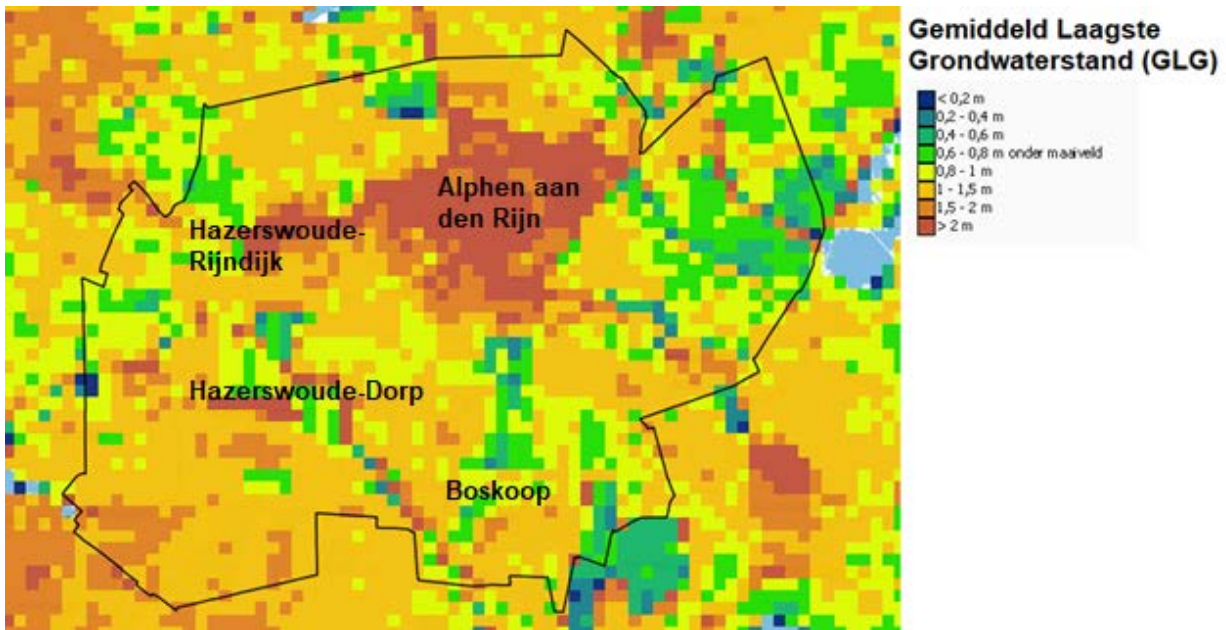 Gemiddeld Laagste
Grondwaterstand (GLG)
< 0,2 m
0,2 - 0,4 m
0,4 - 0,6 m
0,6 - 0,8 m onder maaiveld
0,8 - 1 m
1 - 1,5 m
1,5 - 2 m
> 2 m
Alphen aan
den Rijn
Hazerswoude-
Rijndijk
Hazerswoude-Dorp
Boskoop